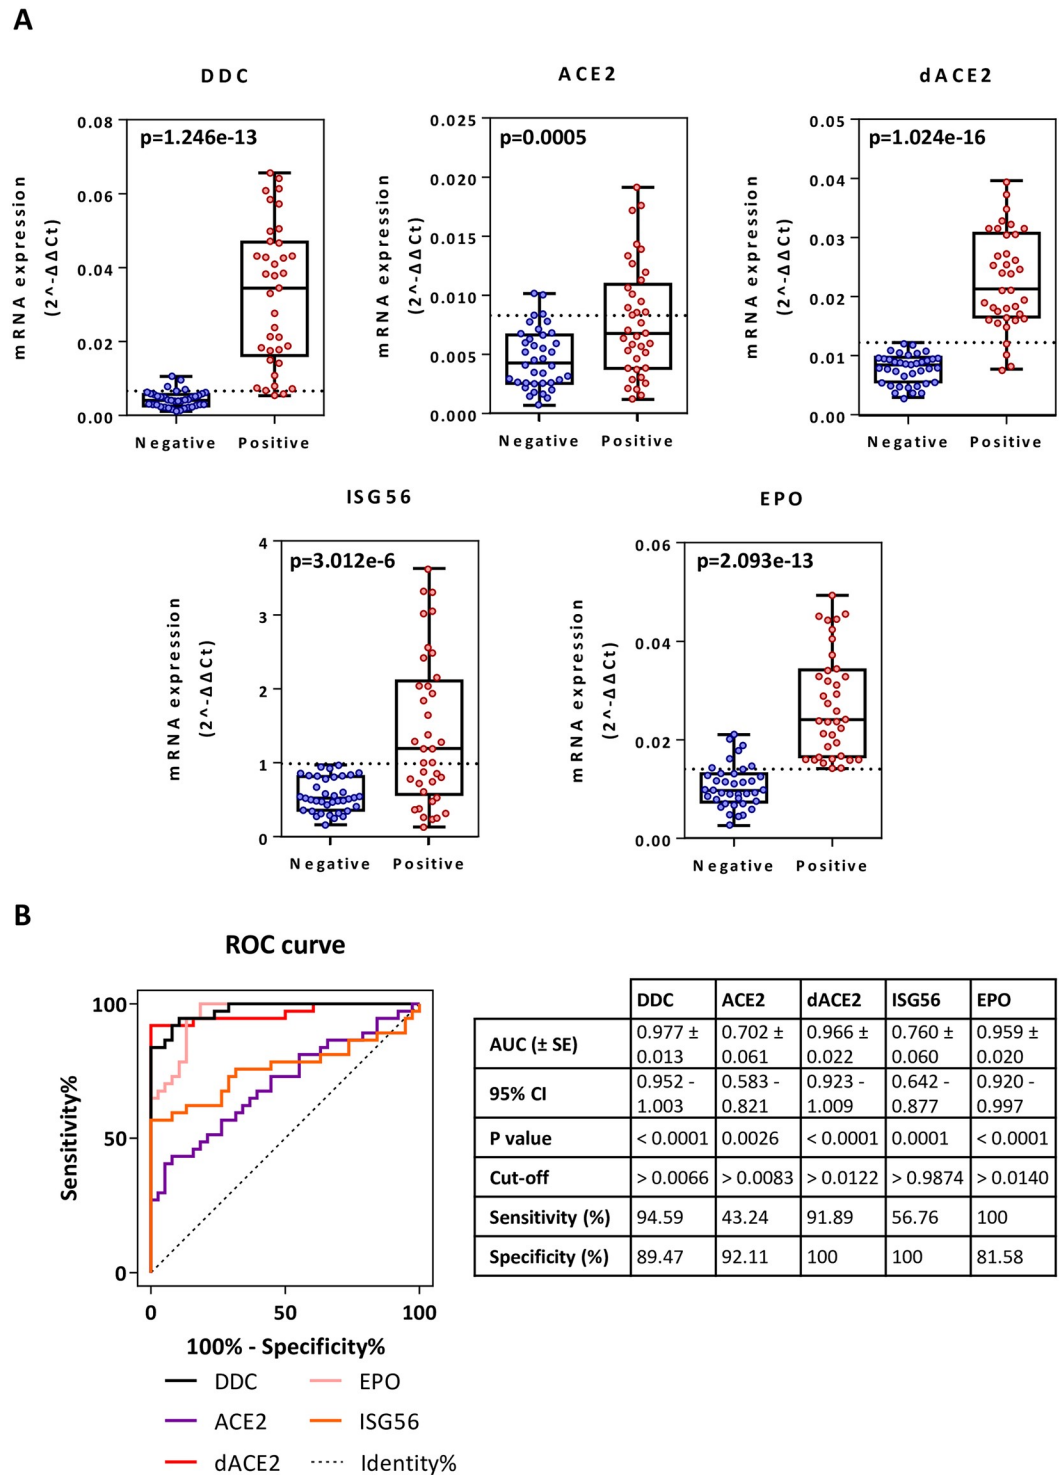 A
DDC
p=1.246e-13
mRNA expression
(2^-ΔΔCt)
0.08
0.06
0.04
0.02
0.00
Negative Positive
ACE2
p=0.0005
mRNA expression
(2^-ΔΔCt)
0.025
0.020
0.015
0.010
0.005
0.000
Negative Positive
dACE2
p=1.024e-16
mRNA expression
(2^-ΔΔCt)
0.05
0.04
0.03
0.02
0.01
0.00
Negative Positive
ISG56
p=3.012e-6
mRNA expression
(2^-ΔΔCt)
4
3
2
1
0
Negative Positive
EPO
p=2.093e-13
mRNA expression
(2^-ΔΔCt)
0.06
0.04
0.02
0.00
Negative Positive
B
ROC curve
Sensitivity%
100
50
0
0 50 100
100% - Specificity%
DDC EPO
ACE2 ISG56
dACE2 Identity%
DDC ACE2 dACE2 ISG56 EPO
AUC (± SE) 0.977 ± 0.013 0.702 ± 0.061 0.966 ± 0.022 0.760 ± 0.060 0.959 ± 0.020
95% CI 0.952 - 1.003 0.583 - 0.821 0.923 - 1.009 0.642 - 0.877 0.920 - 0.997
P value < 0.0001 0.0026 < 0.0001 0.0001 < 0.0001
Cut-off > 0.0066 > 0.0083 > 0.0122 > 0.9874 > 0.0140
Sensitivity (%) 94.59 43.24 91.89 56.76 100
Specificity (%) 89.47 92.11 100 100 81.58